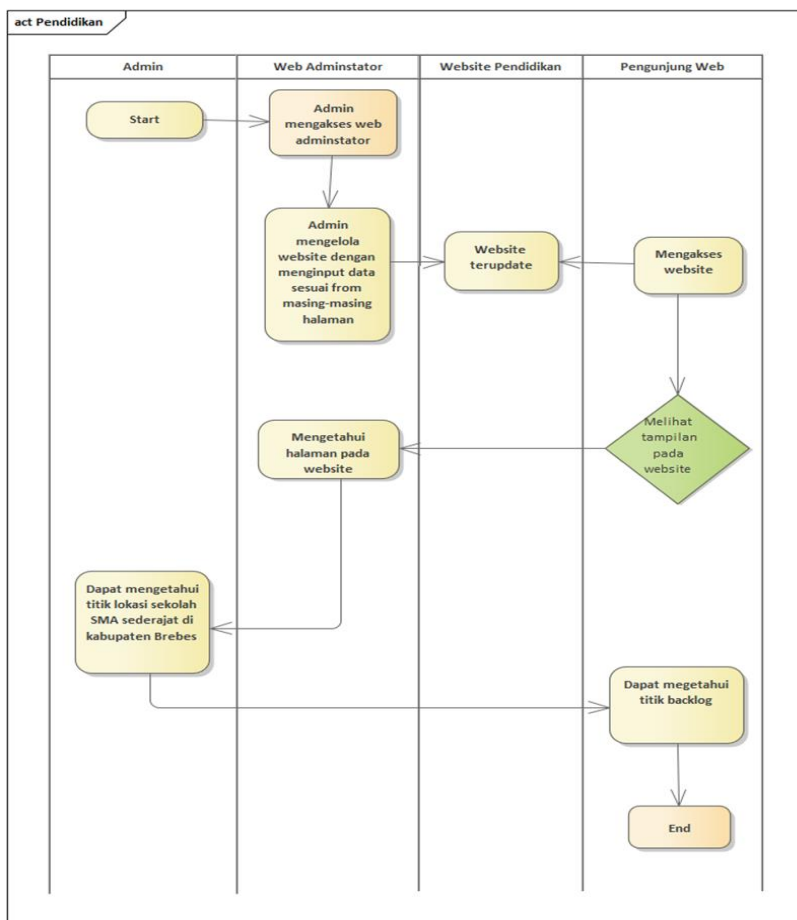 act Pendidikan
Admin
Web Adminstator
Website Pendidikan
Pengunjung Web
Start
Admin
mengakses web
adminstator
Admin
mengelola
website dengan
menginput data
sesuai from
masing-masing
halaman
Website
terupdate
Mengakses
website
Melihat
tampilan
pada
website
Mengetahui
halaman pada
website
Dapat mengetahui
titik lokasi sekolah
SMA sederajat di
kabupaten Brebes
Dapat megetahui
titik backlog
End